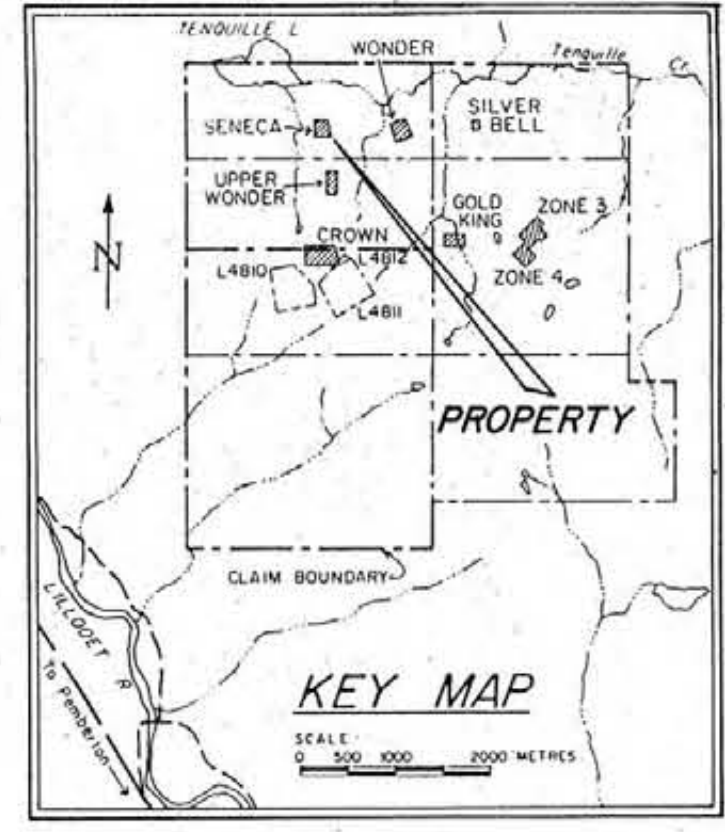 TENQUILLE L
WONDER
Tenquille Cr.
SENECA
SILVER
BELL
UPPER
WONDER
GOLD
KING
ZONE 3
CROWN
L4810
L4812
ZONE 4
L4811
PROPERTY
CLAIM BOUNDARY
LILLOOET R
To Pemberton
N
KEY MAP
SCALE
0 500 1000 2000 METRES